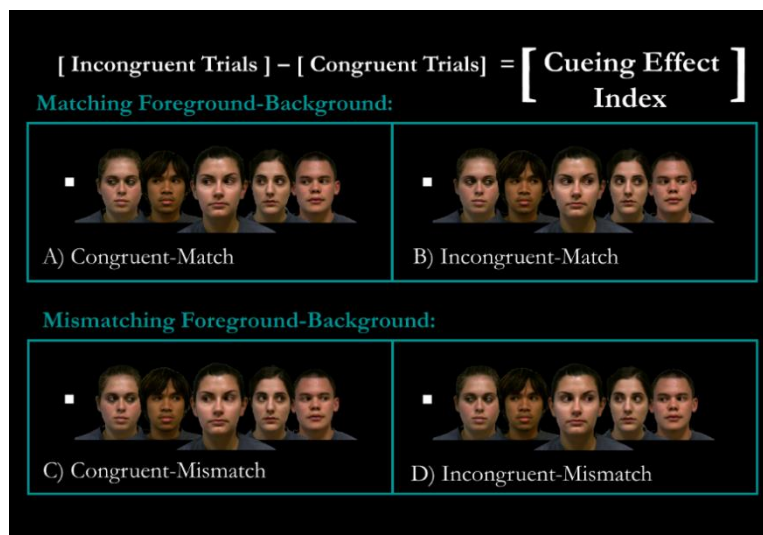 [ Incongruent Trials ] – [ Congruent Trials] = [ Cueing Effect
Index ]
Matching Foreground-Background:
A) Congruent-Match
B) Incongruent-Match
Mismatching Foreground-Background:
C) Congruent-Mismatch
D) Incongruent-Mismatch